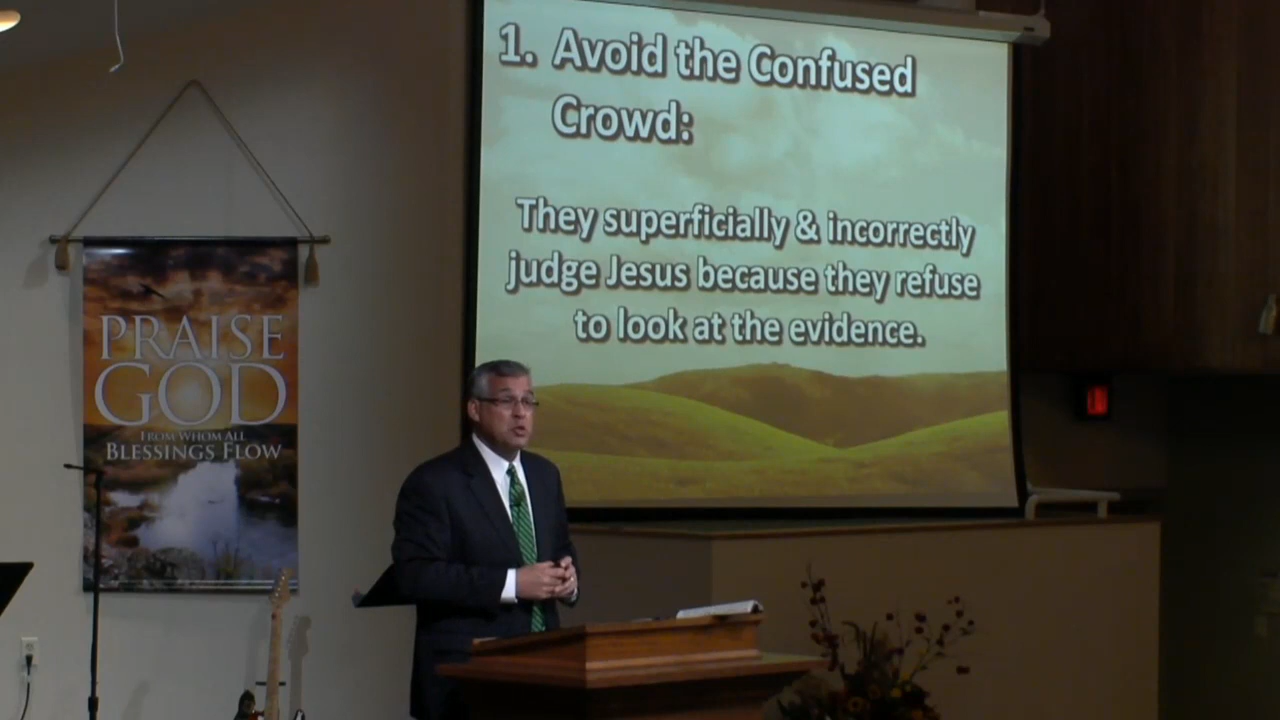 1. Avoid the Confused
Crowd:
They superficially & incorrectly
judge Jesus because they refuse
to look at the evidence.
PRAISE
GOD
FROM WHOM ALL
BLESSINGS FLOW